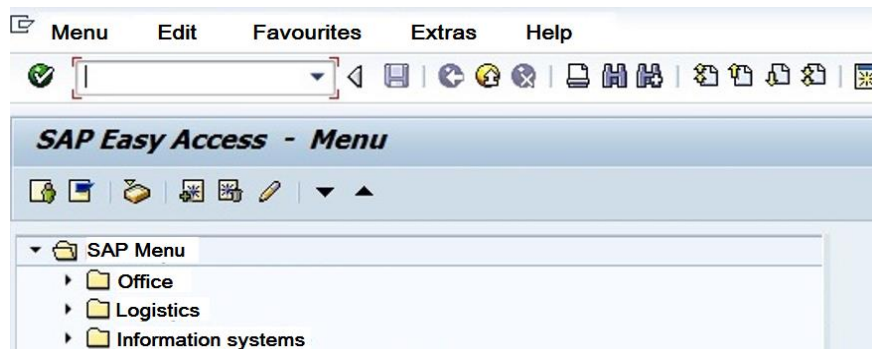 Menu Edit Favourites Extras Help
SAP Easy Access - Menu
SAP Menu
Office
Logistics
Information systems